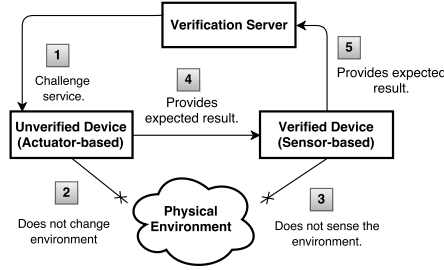 Verification Server
1
Challenge
service.
4
Provides
expected result.
5
Provides expected
result.
Unverified Device
(Actuator-based)
Verified Device
(Sensor-based)
2
Does not change
environment
Physical
Environment
3
Does not sense the
environment.